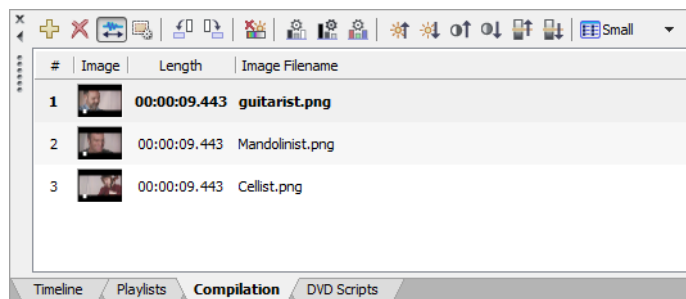 Small
# Image Length Image Filename
1 00:00:09.443 guitarist.png
2 00:00:09.443 Mandolinist.png
3 00:00:09.443 Cellist.png
Timeline Playlists Compilation DVD Scripts